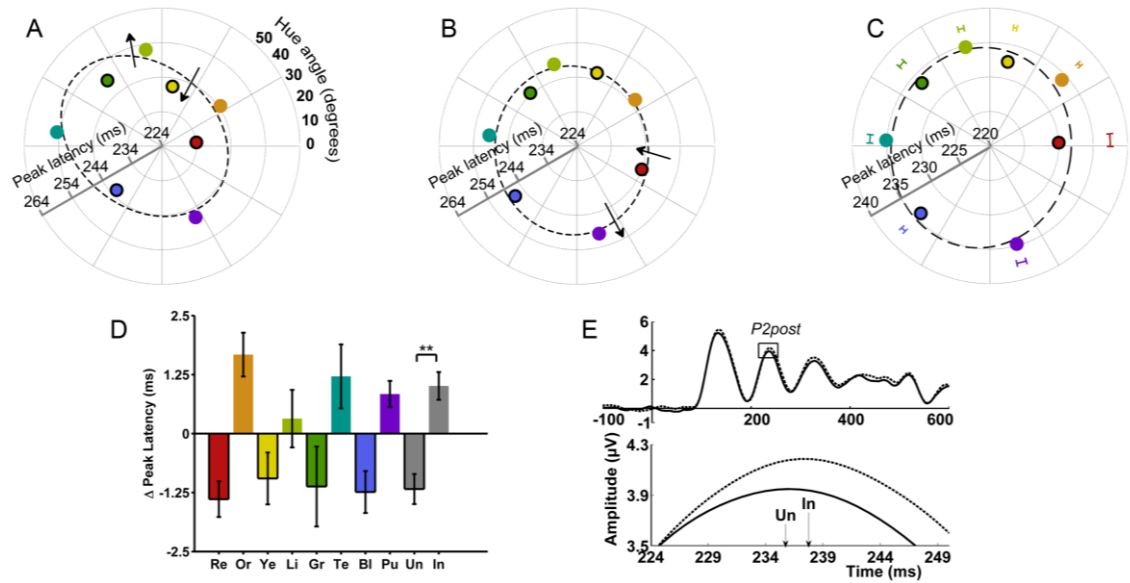 A
50
40
30
20
10
0
Hue angle (degrees)
Peak latency (ms)
224
234
244
254
264
B
Peak latency (ms)
224
234
244
254
264
C
Peak latency (ms)
220
225
230
235
240
D
Δ Peak Latency (ms)
2.5
1.25
0
-1.25
-2.5
Re Or Ye Li Gr Te Bl Pu Un In
**
E
P2post
6
4
2
-1
-100 200 400 600
Amplitude (µV)
4.3
3.9
3.5
Un
In
224 229 234 239 244 249
Time (ms)